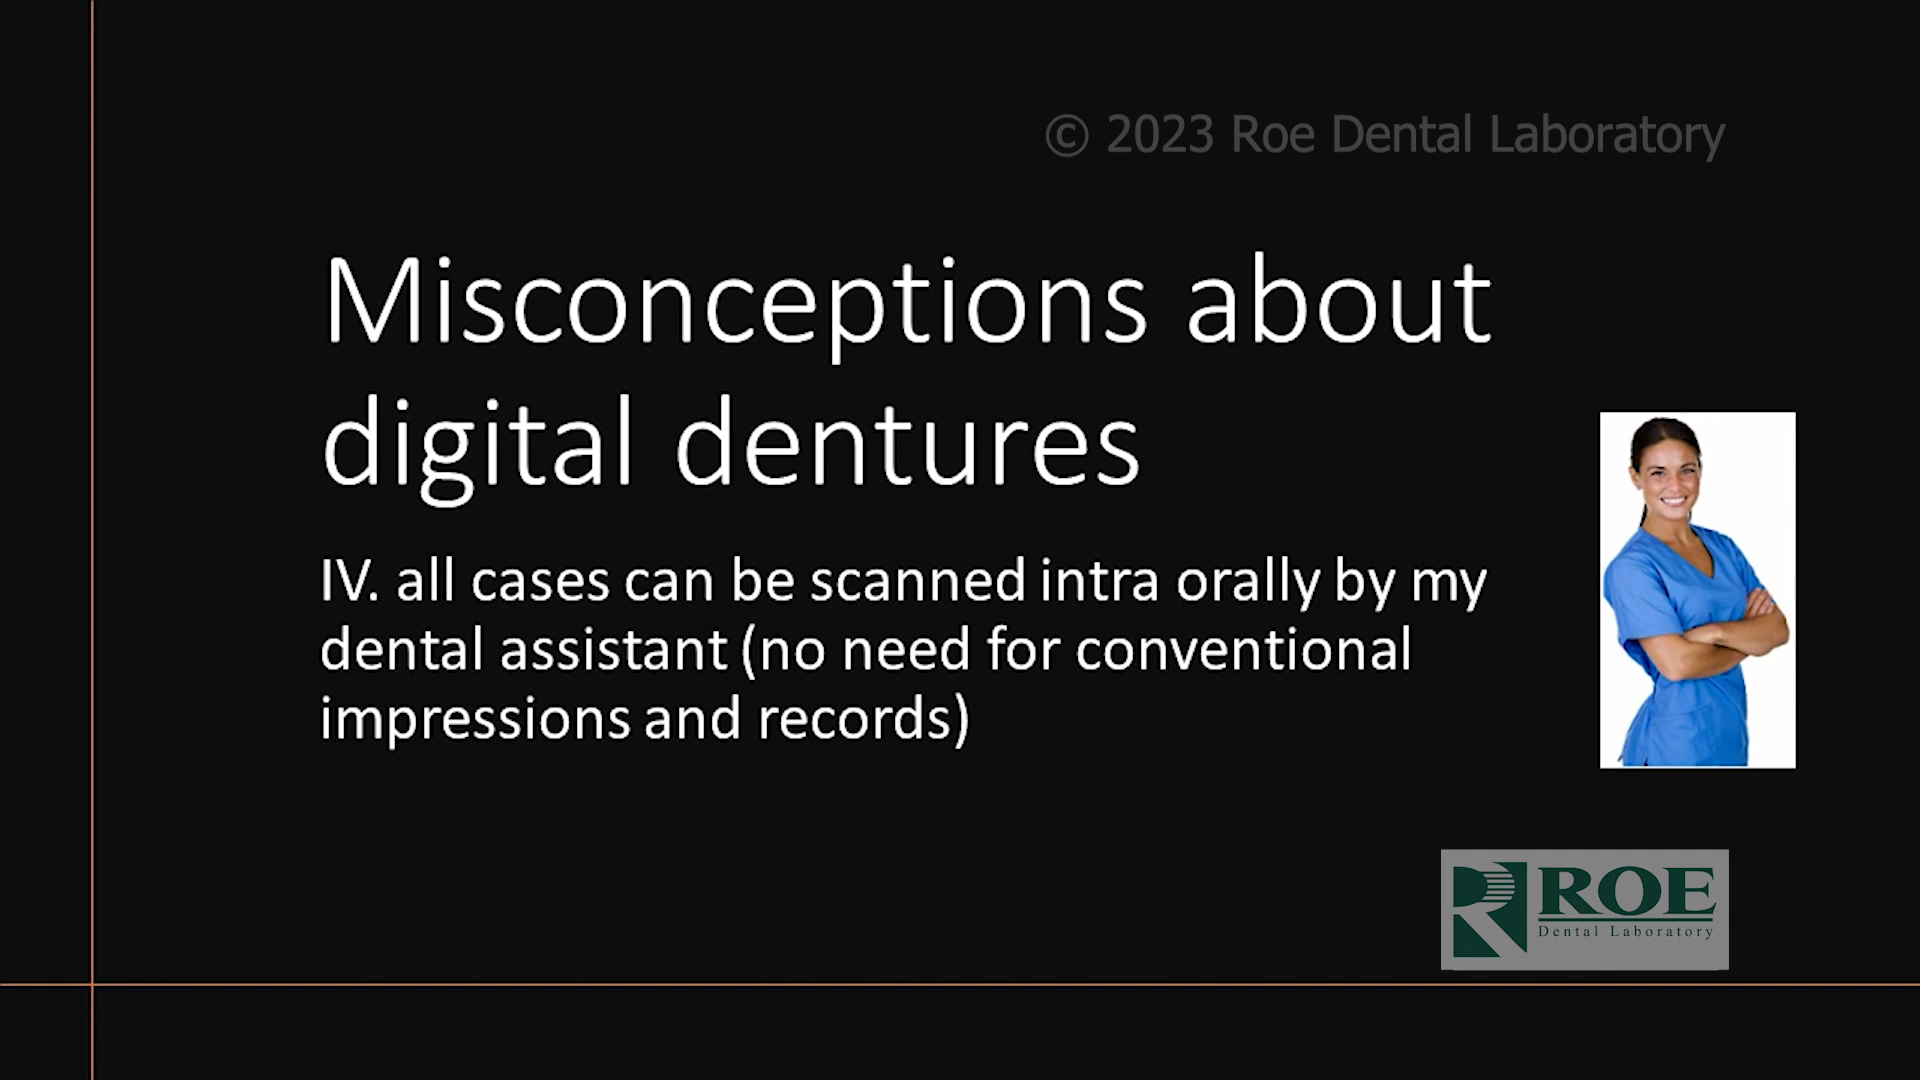 © 2023 Roe Dental Laboratory
Misconceptions about
digital dentures
IV. all cases can be scanned intra orally by my
dental assistant (no need for conventional
impressions and records)
ROE
Dental Laboratory